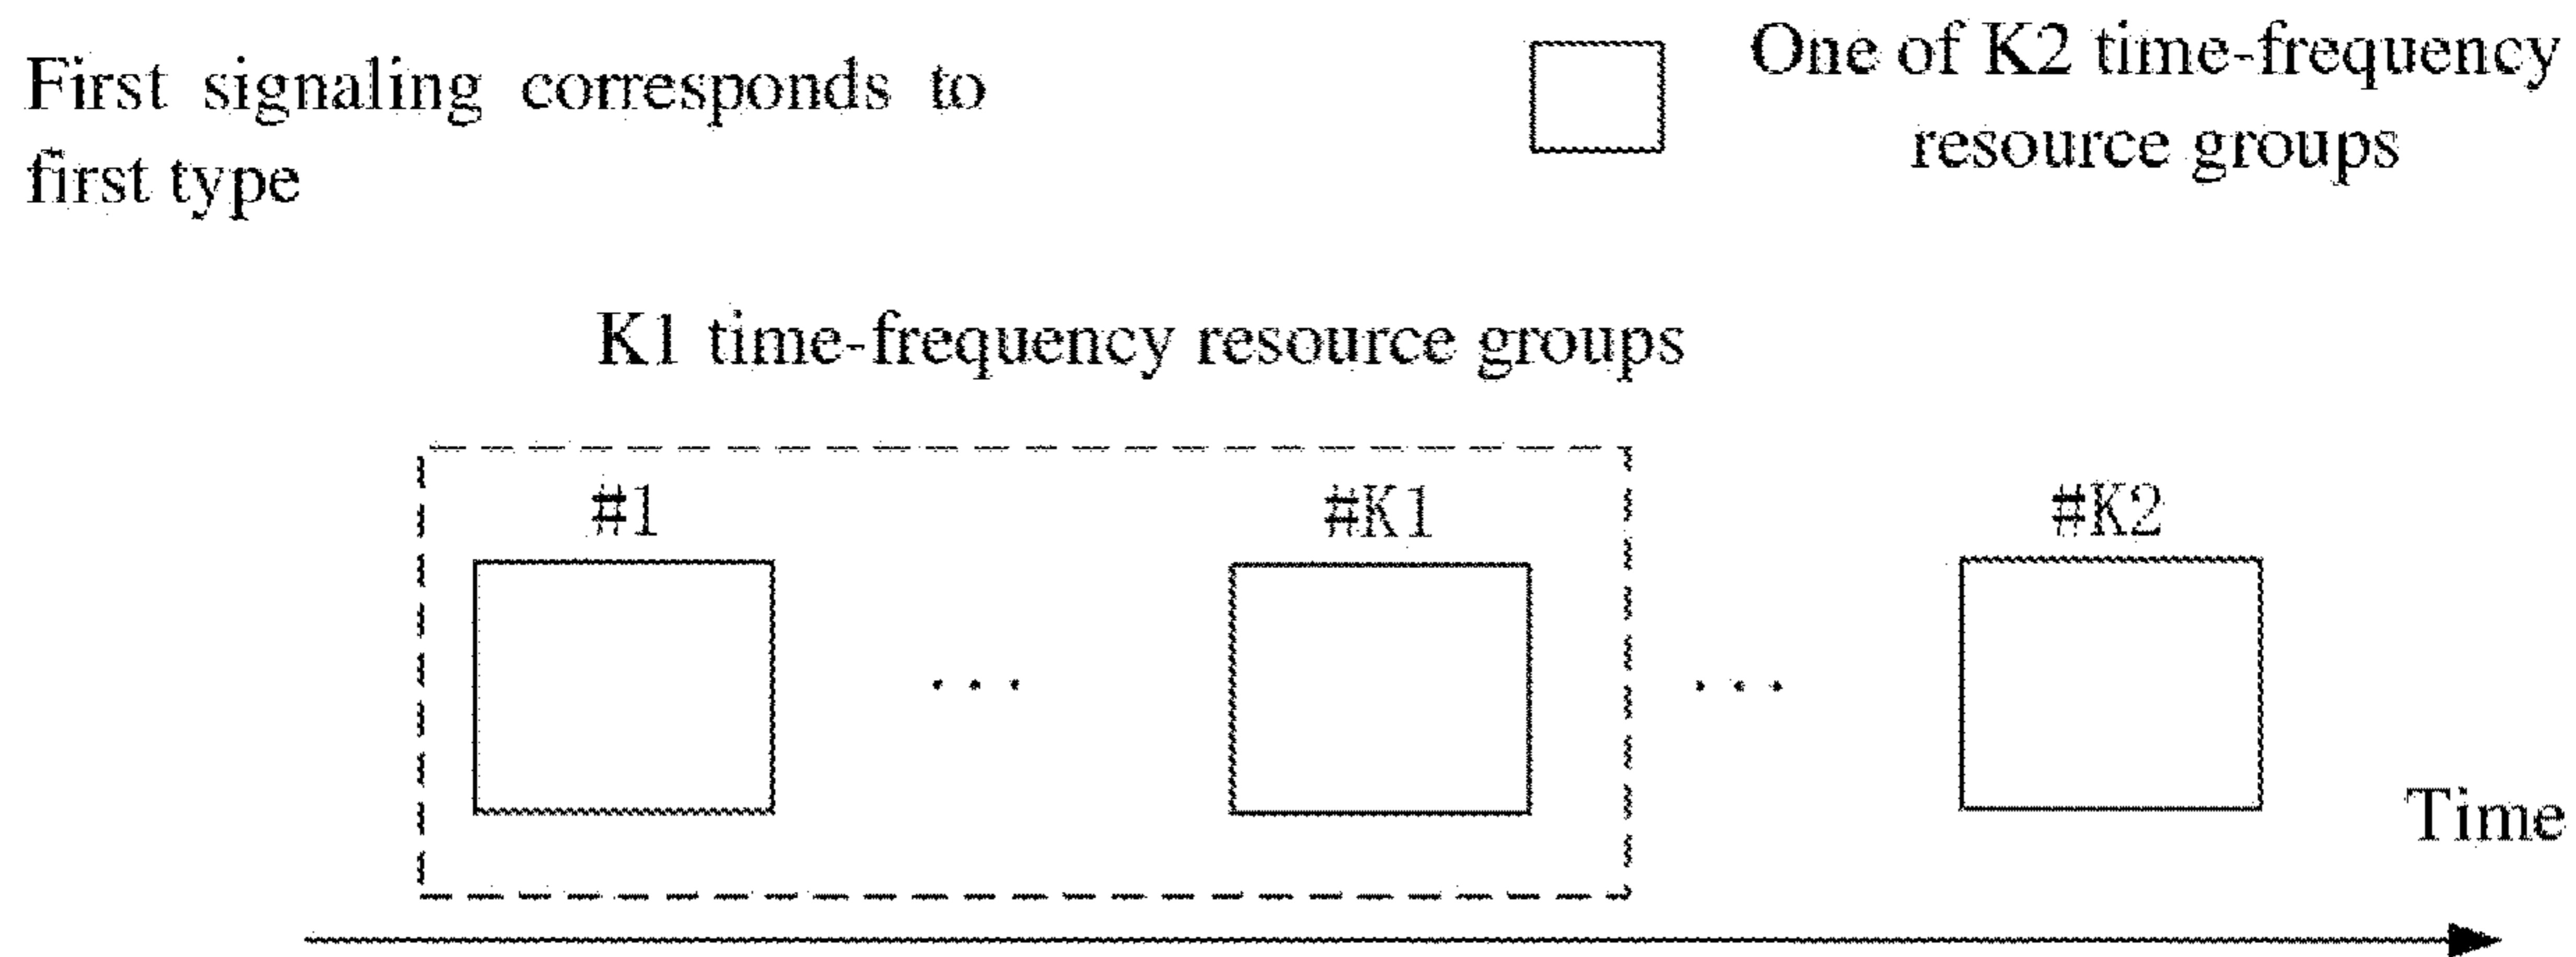 First signaling corresponds to
first type
One of K2 time-frequency
resource groups
K1 time-frequency resource groups
#1
#K1
#K2
...
...
Time